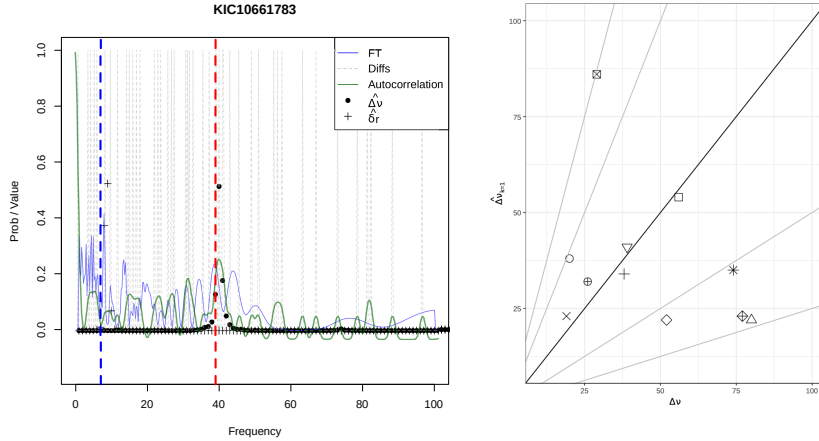 KIC10661783
FT
Diffs
Autocorrelation
Δ̂ν
δ̂r
Prob / Value
1.0
0.8
0.6
0.4
0.2
0.0
0
20
40
60
80
100
Frequency
Δ̂νₖ₌₁
100
75
50
25
25
50
75
100
Δν